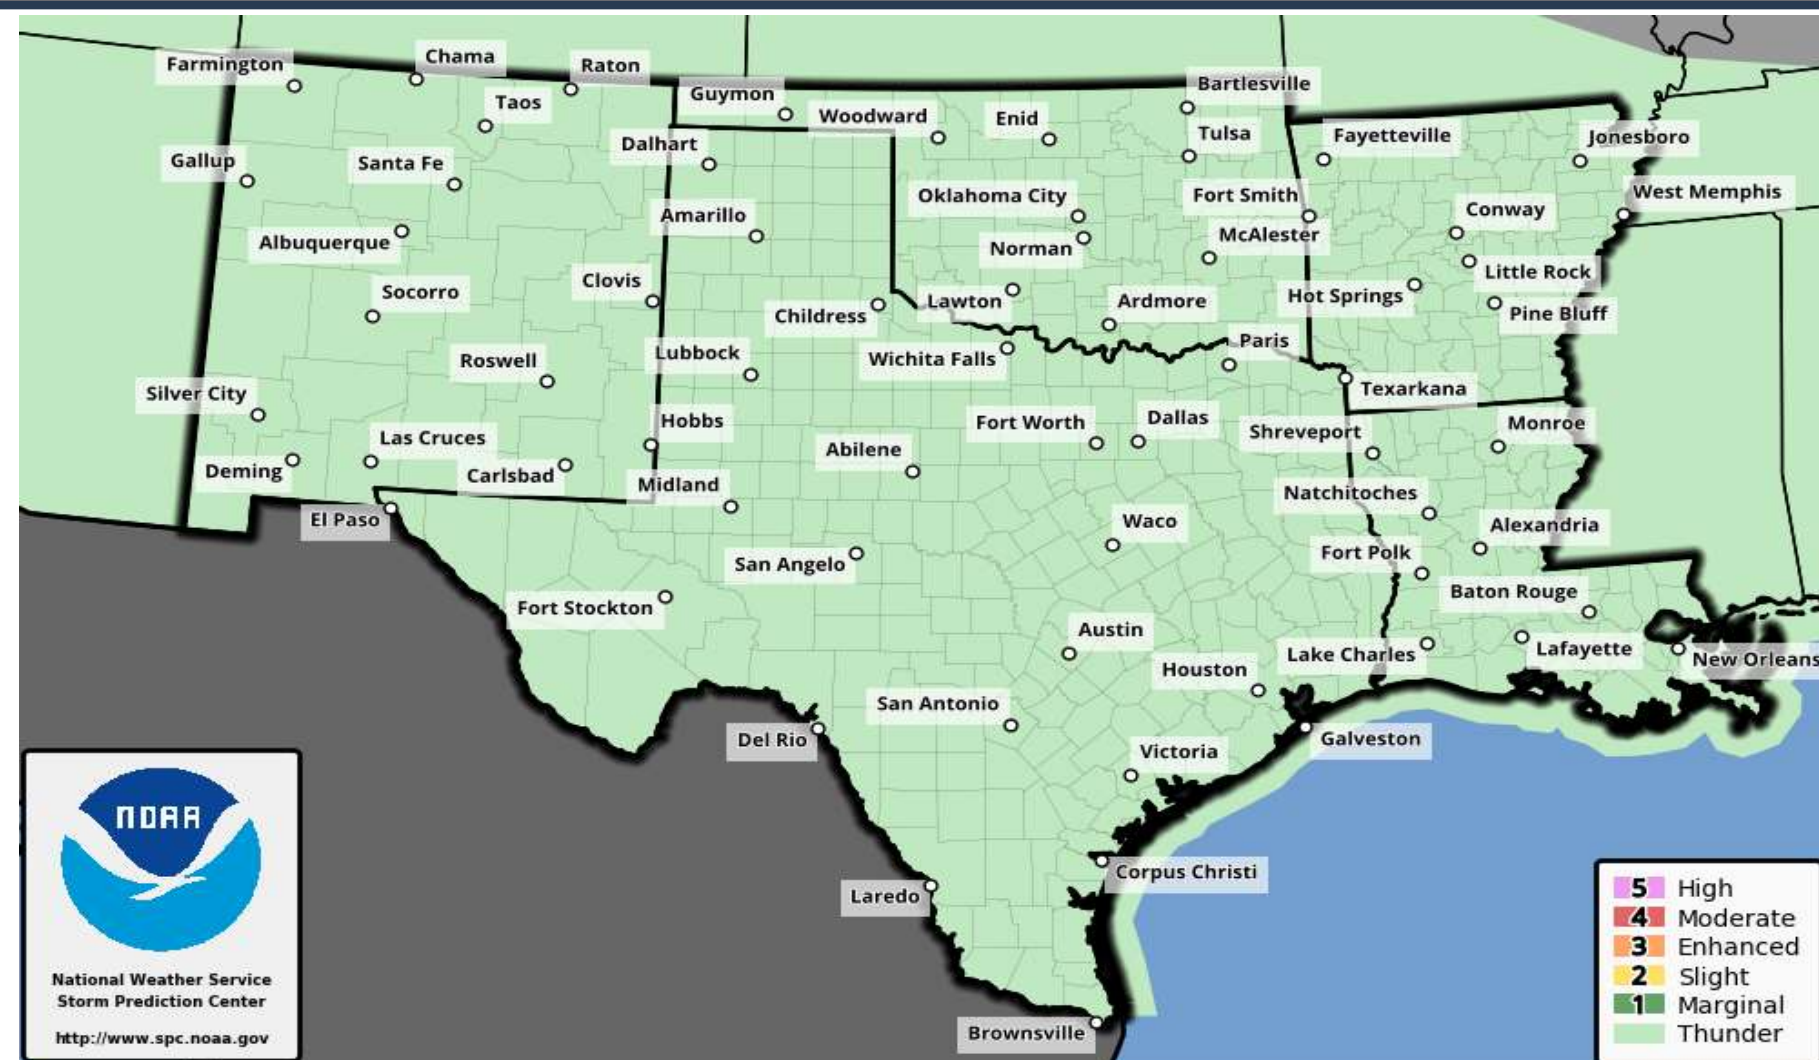 Farmington
Chama
Raton
Taos
Guymon
Woodward
Enid
Bartlesville
Tulsa
Fayetteville
Jonesboro
Dalhart
Gallup
Santa Fe
Oklahoma City
Fort Smith
Conway
West Memphis
Amarillo
Albuquerque
Norman
McAlester
Little Rock
Socorro
Clovis
Childress
Lawton
Ardmore
Hot Springs
Pine Bluff
Roswell
Lubbock
Wichita Falls
Paris
Texarkana
Silver City
Las Cruces
Hobbs
Abilene
Fort Worth
Dallas
Shreveport
Monroe
Deming
Carlsbad
Midland
Natchitoches
El Paso
San Angelo
Waco
Alexandria
Fort Polk
Fort Stockton
Baton Rouge
Austin
Houston
Lake Charles
Lafayette
New Orleans
San Antonio
Del Rio
Victoria
Galveston
Corpus Christi
Laredo
Brownsville
NOAA
National Weather Service
Storm Prediction Center
http://www.spc.noaa.gov
5 High
4 Moderate
3 Enhanced
2 Slight
1 Marginal
Thunder